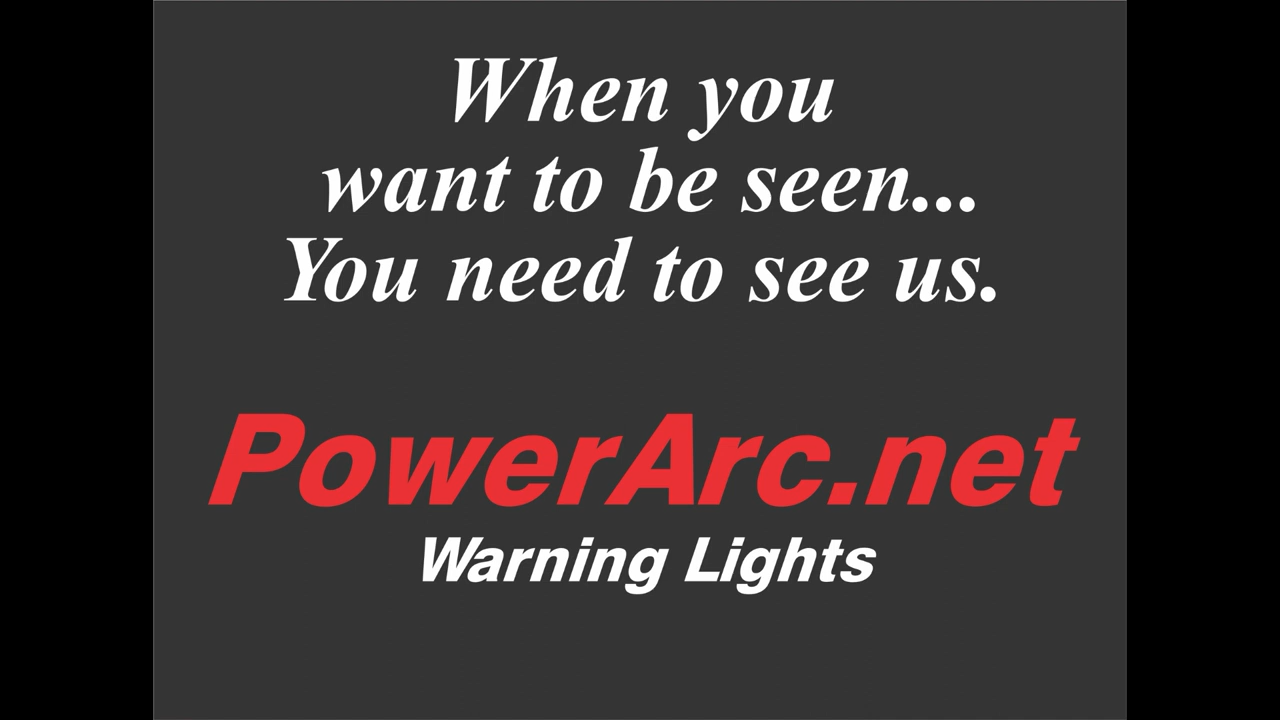 When you
want to be seen...
You need to see us.
PowerArc.net
Warning Lights